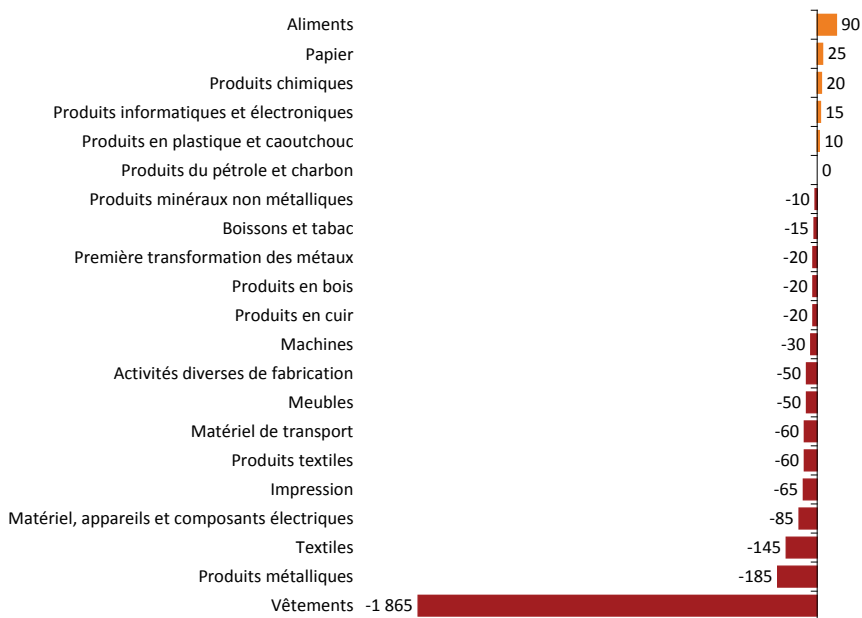 Aliments 90
Papier 25
Produits chimiques 20
Produits informatiques et électroniques 15
Produits en plastique et caoutchouc 10
Produits du pétrole et charbon 0
Produits minéraux non métalliques -10
Boissons et tabac -15
Première transformation des métaux -20
Produits en bois -20
Produits en cuir -20
Machines -30
Activités diverses de fabrication -50
Meubles -50
Matériel de transport -60
Produits textiles -60
Impression -65
Matériel, appareils et composants électriques -85
Textiles -145
Produits métalliques -185
Vêtements -1 865